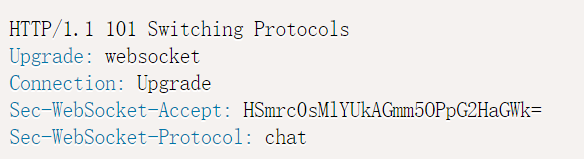 HTTP/1.1 101 Switching Protocols
Upgrade: websocket
Connection: Upgrade
Sec-WebSocket-Accept: HSmrc0sMlYUkAGmm5OPpG2HaGWk=
Sec-WebSocket-Protocol: chat